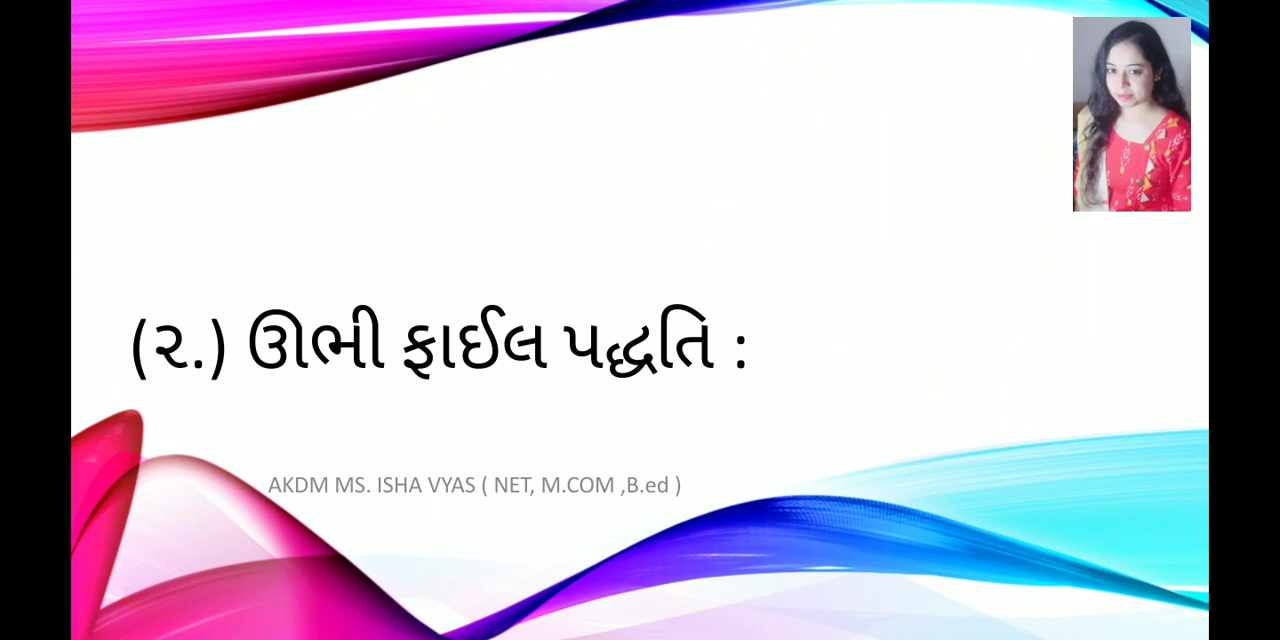 (૨.) ઊભી ફાઈલ પદ્ધતિ :
AKDM MS. ISHA VYAS ( NET, M.COM ,B.ed )